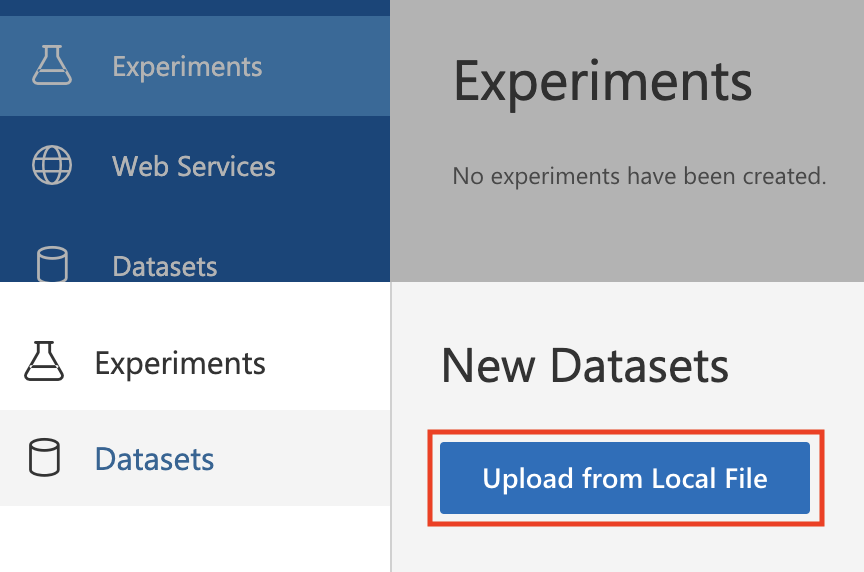 Experiments
Web Services
Datasets
Experiments
No experiments have been created.
Experiments
Datasets
New Datasets
Upload from Local File